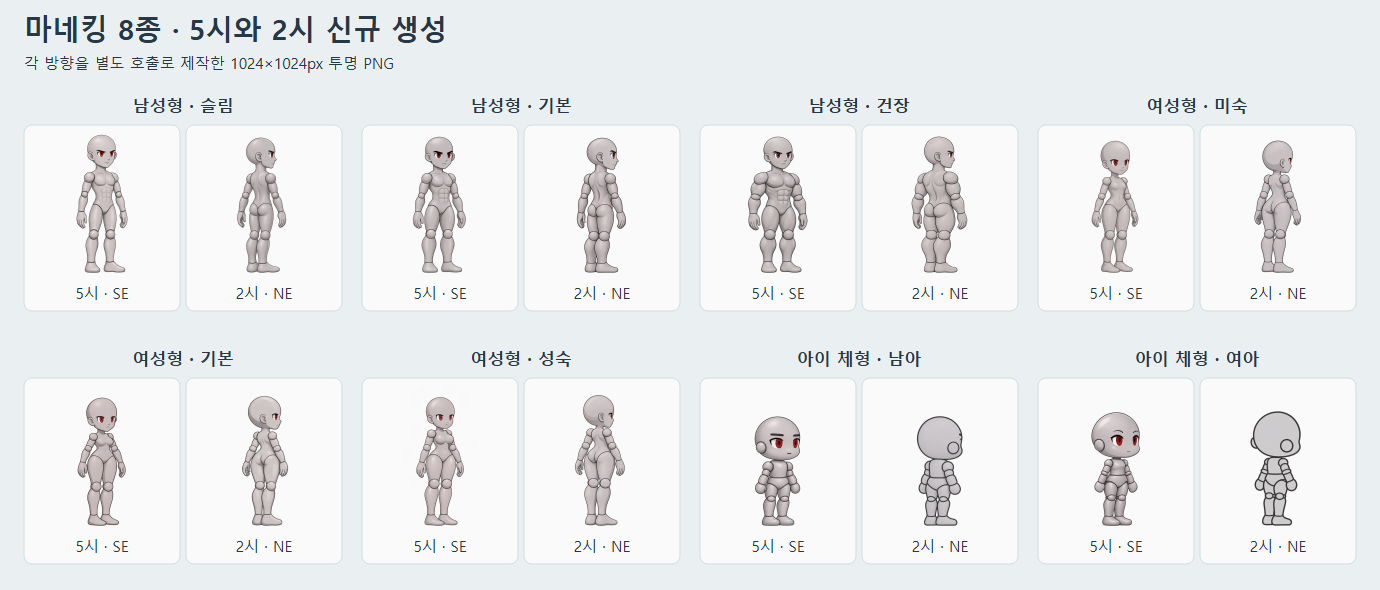 마네킹 8종 · 5시와 2시 신규 생성
각 방향을 별도 호출로 제작한 1024×1024px 투명 PNG
남성형 · 슬림
남성형 · 기본
남성형 · 건장
여성형 · 미숙
5시 · SE
2시 · NE
5시 · SE
2시 · NE
5시 · SE
2시 · NE
5시 · SE
2시 · NE
여성형 · 기본
여성형 · 성숙
아이 체형 · 남아
아이 체형 · 여아
5시 · SE
2시 · NE
5시 · SE
2시 · NE
5시 · SE
2시 · NE
5시 · SE
2시 · NE